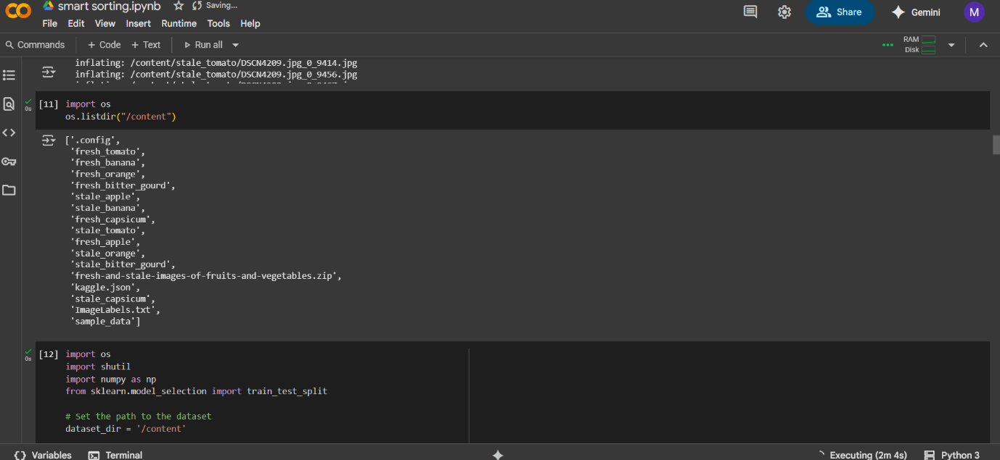 smart sorting.ipynb
Saving...
File Edit View Insert Runtime Tools Help
Share
Gemini
M
Commands + Code + Text Run all
RAM
Disk
inflating: /content/stale_tomato/DSCN4209.jpg_0_9414.jpg
inflating: /content/stale_tomato/DSCN4209.jpg_0_9456.jpg
0s
[11] import os
os.listdir("/content")
['.config',
'fresh_tomato',
'fresh_banana',
'fresh_orange',
'fresh_bitter_gourd',
'stale_apple',
'stale_banana',
'fresh_capsicum',
'stale_tomato',
'fresh_apple',
'stale_orange',
'stale_bitter_gourd',
'fresh-and-stale-images-of-fruits-and-vegetables.zip',
'kaggle.json',
'stale_capsicum',
'ImageLabels.txt',
'sample_data']
0s
[12] import os
import shutil
import numpy as np
from sklearn.model_selection import train_test_split
# Set the path to the dataset
dataset_dir = '/content'
{} Variables Terminal Executing (2m 4s) Python 3